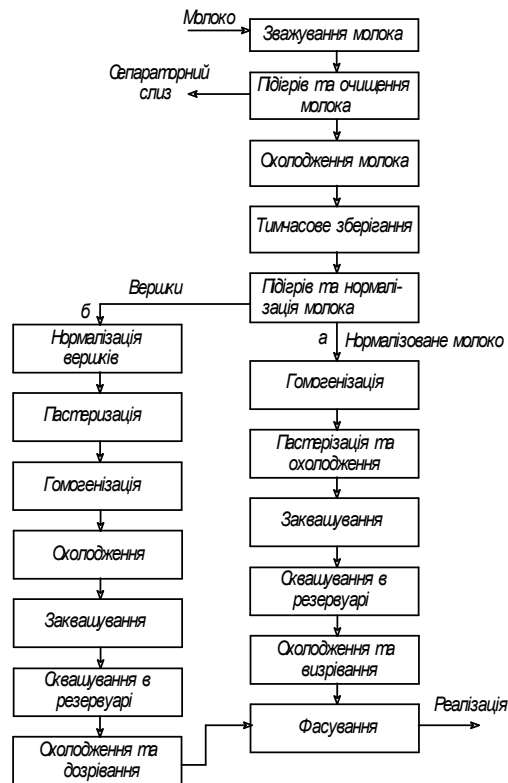 Молоко
Зважування молока
Сепараторний
слиз
Підігрів та очищення
молока
Охолодження молока
Тимчасове зберігання
Підігрів та нормалі-
зація молока
Вершки
б
а
Нормалізоване молоко
Нормалізація
вершків
Пастеризація
Гомогенізація
Охолодження
Заквашування
Сквашування в
резервуарі
Охолодження та
дозрівання
Гомогенізація
Пастерізація та
охолодження
Заквашування
Сквашування в
резервуарі
Охолодження та
визрівання
Фасування
Реалізація